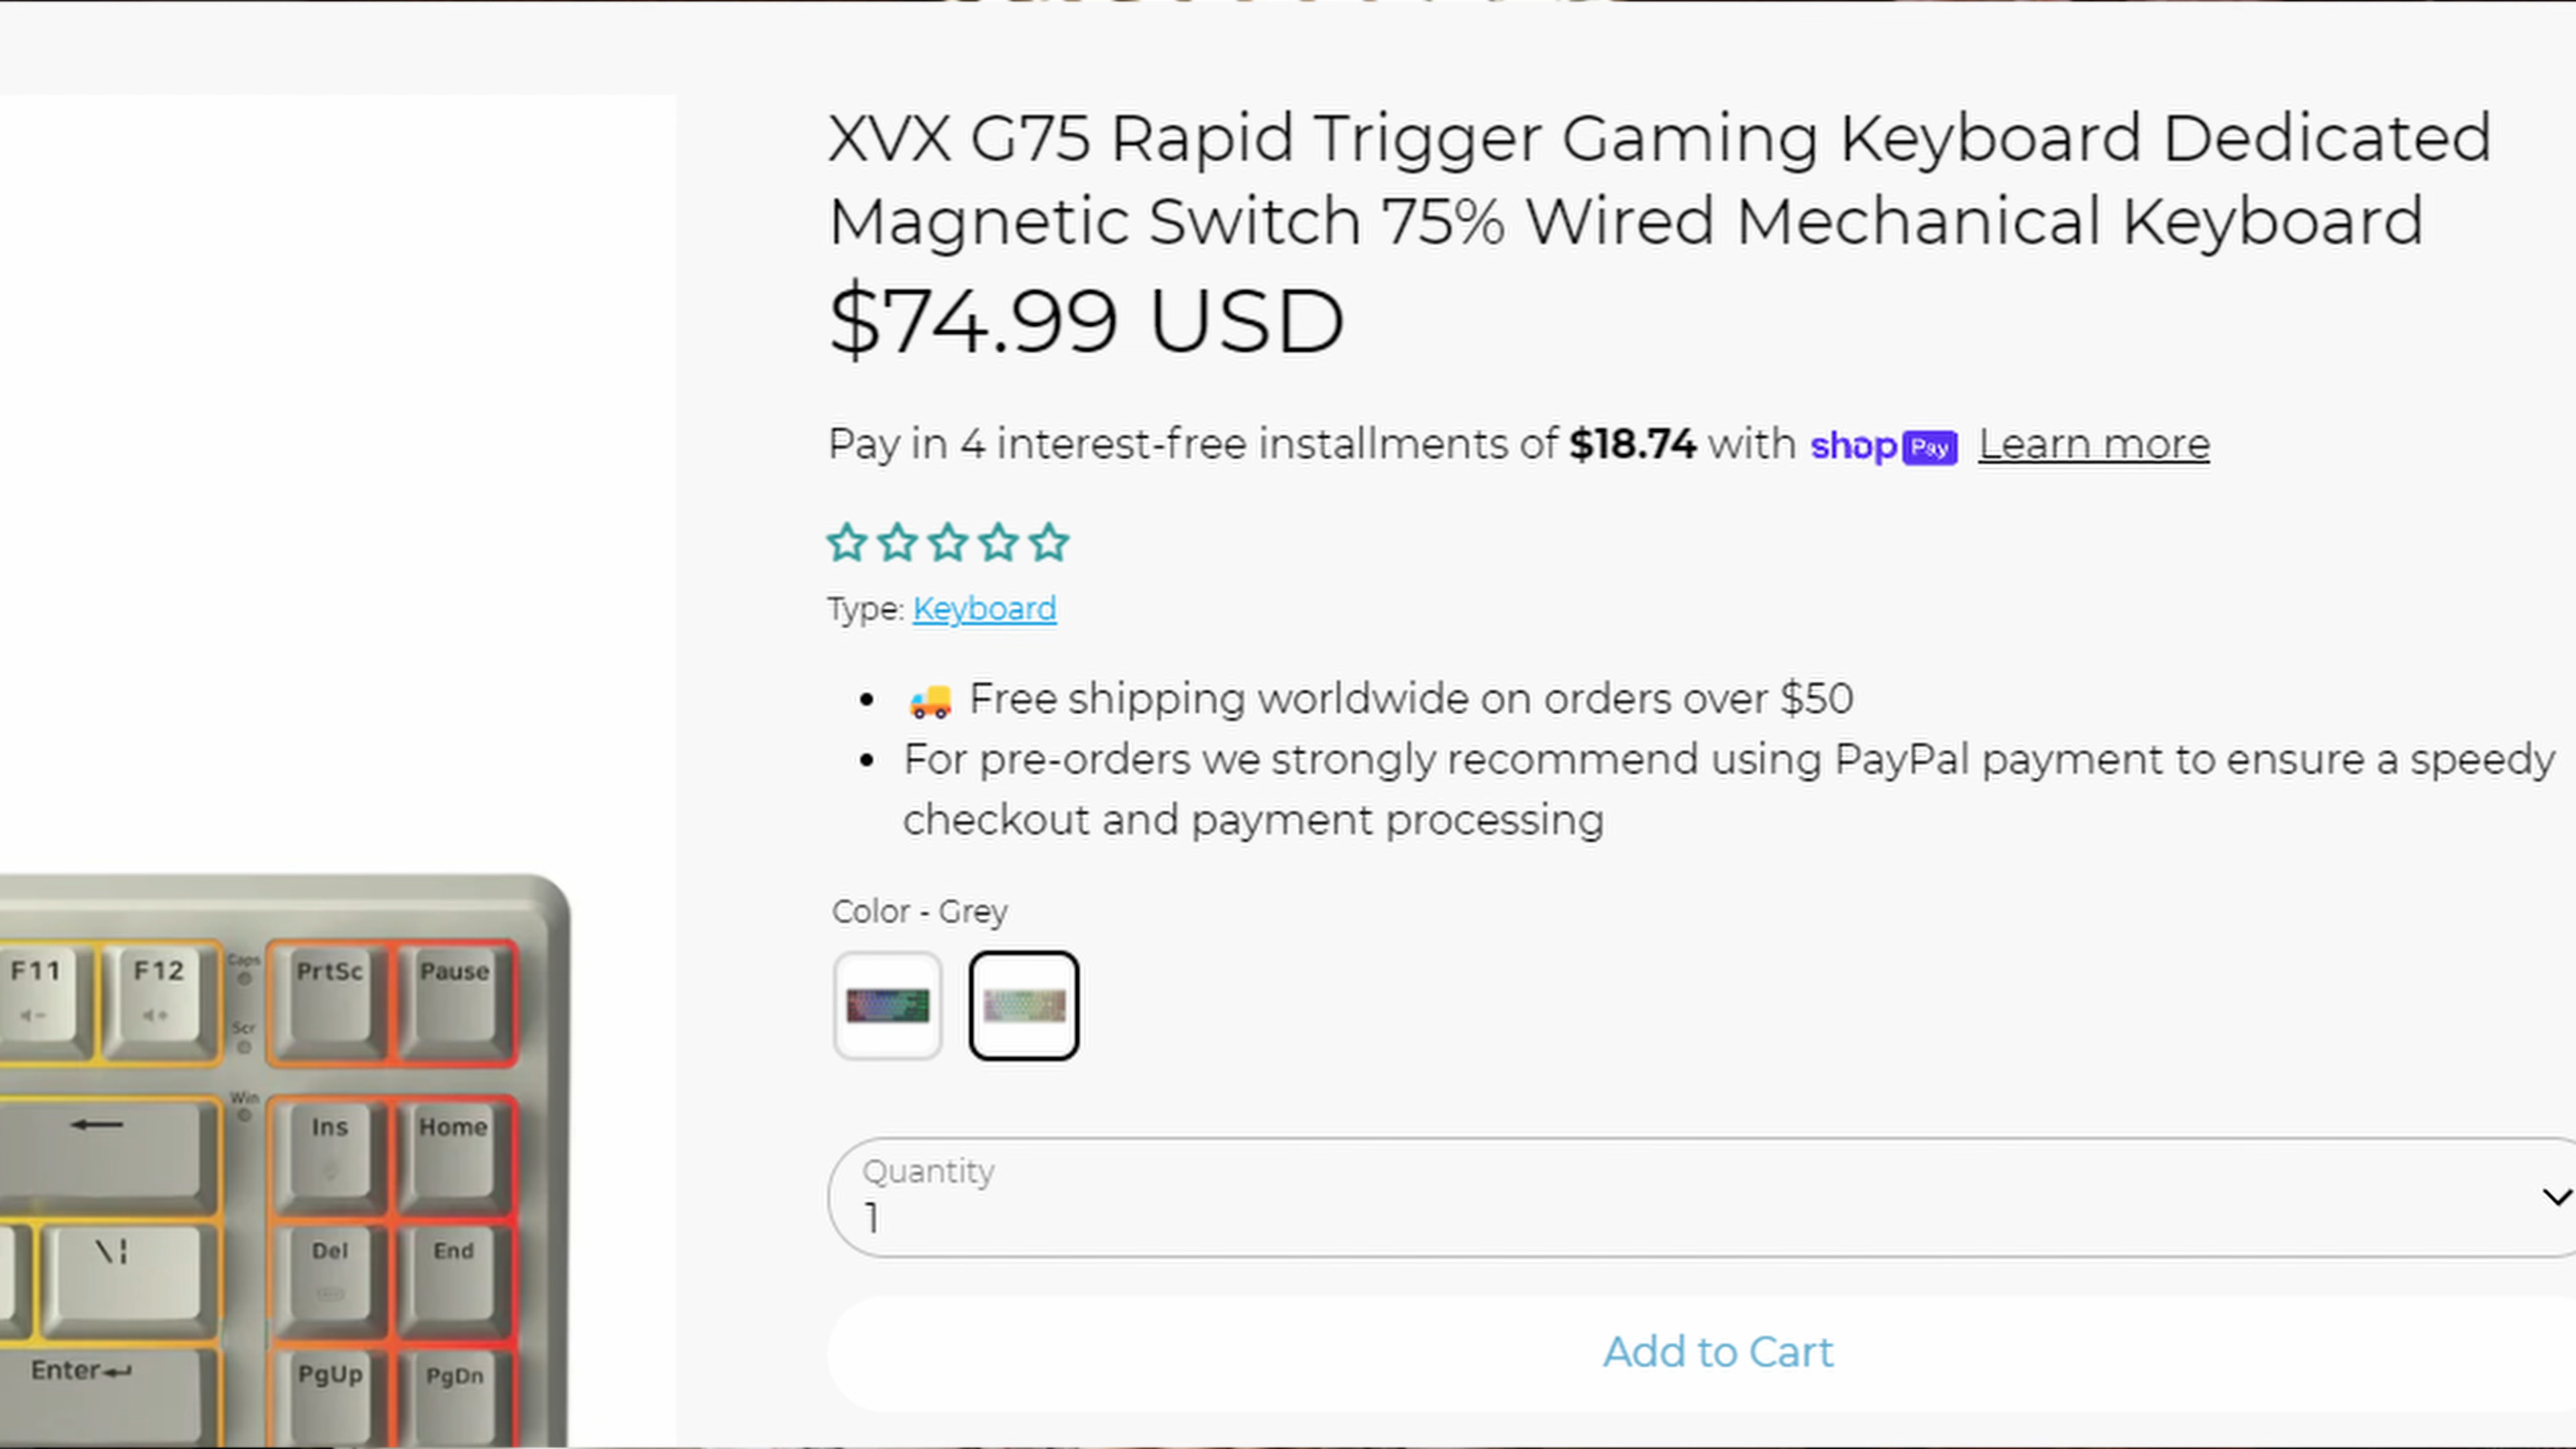 XVX G75 Rapid Trigger Gaming Keyboard Dedicated
Magnetic Switch 75% Wired Mechanical Keyboard
$74.99 USD
Pay in 4 interest-free installments of $18.74 with shop Pay Learn more
Type: Keyboard
Free shipping worldwide on orders over $50
For pre-orders we strongly recommend using PayPal payment to ensure a speedy
checkout and payment processing
Color - Grey
Quantity
1
Add to Cart
F11
F12
Caps
PrtSc
Pause
Scr
Win
Ins
Home
\ ¦
Del
End
Enter
PgUp
PgDn